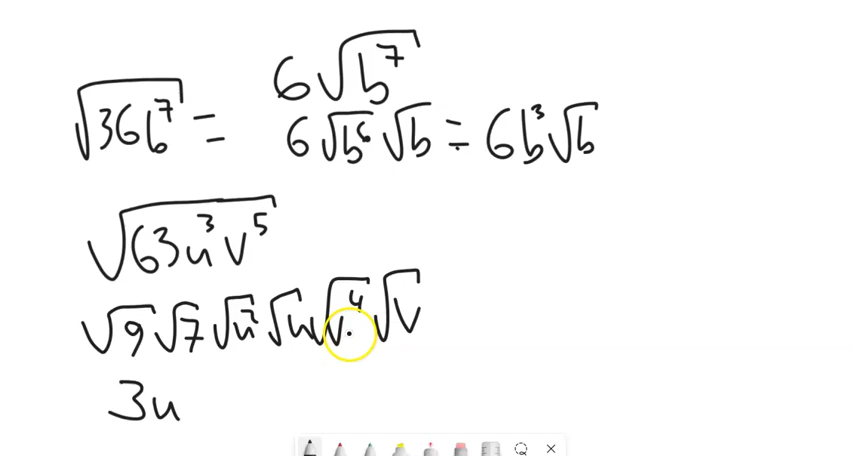 6√b⁷
√36b⁷ = 6√b⁶ √b = 6b³√b
√63u³v⁵
√9 √7 √u² √u √v⁴ √v
3u